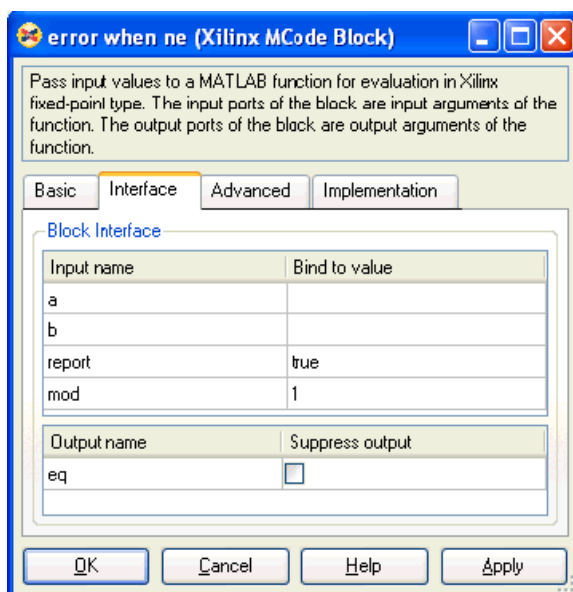 error when ne (Xilinx MCode Block)
Pass input values to a MATLAB function for evaluation in Xilinx
fixed-point type. The input ports of the block are input arguments of the
function. The output ports of the block are output arguments of the
function.
Basic Interface Advanced Implementation
Block Interface
Input name Bind to value
a
b
report true
mod 1
Output name Suppress output
eq
OK Cancel Help Apply